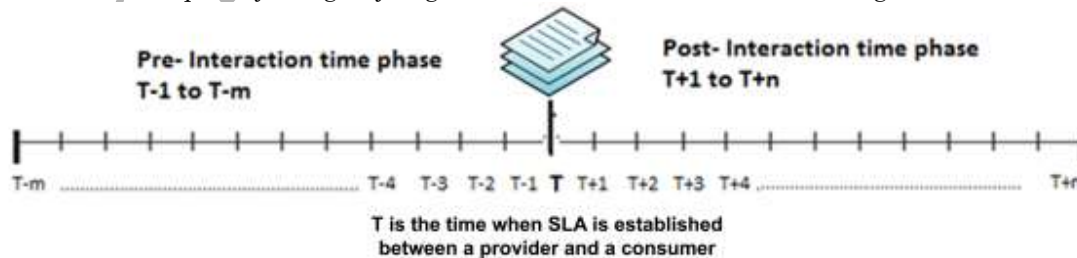 Pre- Interaction time phase
T-1 to T-m
Post- Interaction time phase
T+1 to T+n
T-m ........................ T-4 T-3 T-2 T-1 T T+1 T+2 T+3 T+4 ........................ T+n
T is the time when SLA is established
between a provider and a consumer